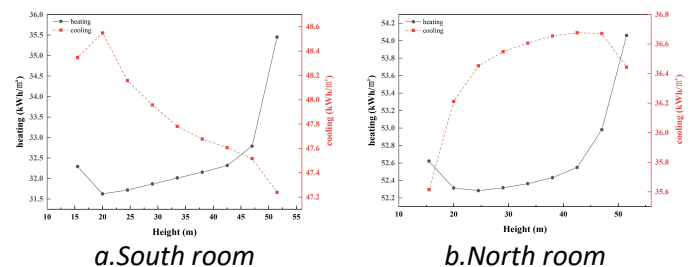 heating
cooling
heating (kWh/㎡)
36.0
35.5
35.0
34.5
34.0
33.5
33.0
32.5
32.0
31.5
cooling (kWh/㎡)
48.6
48.4
48.2
48.0
47.8
47.6
47.4
47.2
10 15 20 25 30 35 40 45 50 55
Height (m)
a.South room
heating
cooling
heating (kWh/㎡)
54.2
54.0
53.8
53.6
53.4
53.2
53.0
52.8
52.6
52.4
52.2
cooling (kWh/㎡)
36.8
36.6
36.4
36.2
36.0
35.8
35.6
10 20 30 40 50
Height (m)
b.North room